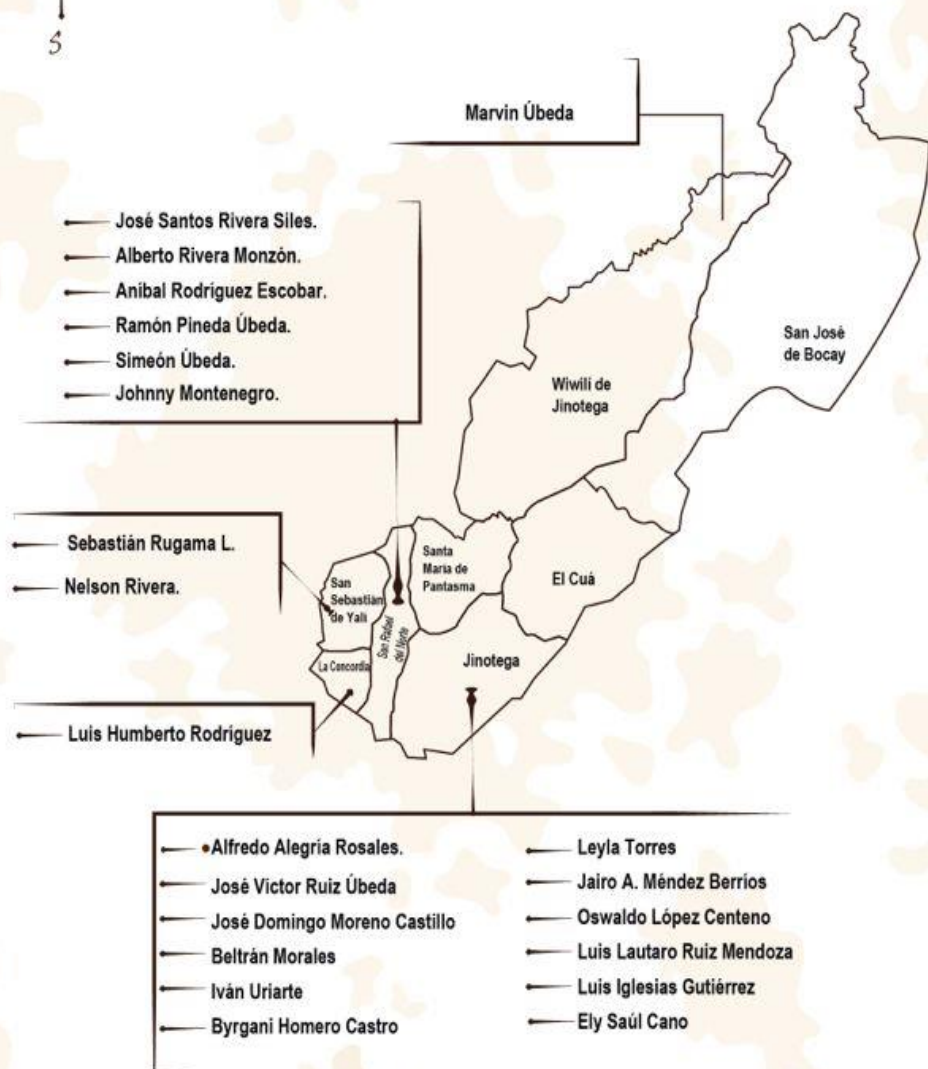 S
Marvin Úbeda
José Santos Rivera Siles.
Alberto Rivera Monzón.
Aníbal Rodríguez Escobar.
Ramón Pineda Úbeda.
Simeón Úbeda.
Johnny Montenegro.
San José
de Bocay
Wiwilí de
Jinotega
Sebastián Rugama L.
Nelson Rivera.
Santa
María de
Pantasma
El Cuá
San
Sebastián
de Yalí
San Rafael
del Norte
La Concordia
Jinotega
Luis Humberto Rodríguez
Alfredo Alegría Rosales.
José Víctor Ruiz Úbeda
José Domingo Moreno Castillo
Beltrán Morales
Iván Uriarte
Byrgani Homero Castro
Leyla Torres
Jairo A. Méndez Berríos
Oswaldo López Centeno
Luis Lautaro Ruiz Mendoza
Luis Iglesias Gutiérrez
Ely Saúl Cano